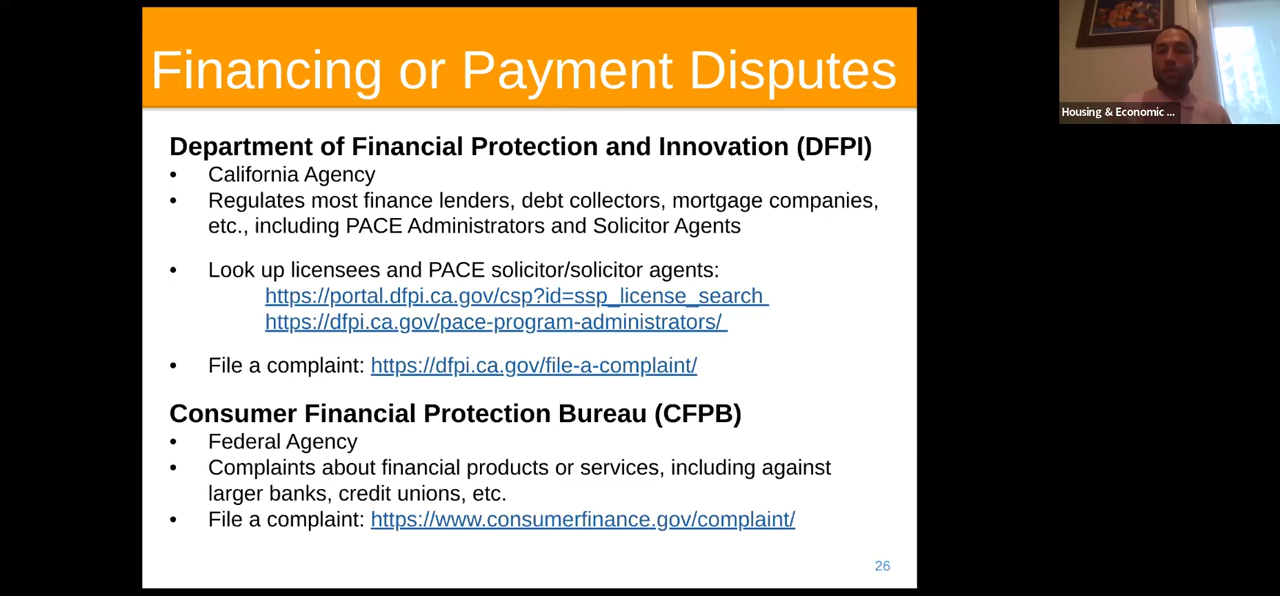 Financing or Payment Disputes
Housing & Economic ...
Department of Financial Protection and Innovation (DFPI)
• California Agency
• Regulates most finance lenders, debt collectors, mortgage companies,
etc., including PACE Administrators and Solicitor Agents
• Look up licensees and PACE solicitor/solicitor agents:
https://portal.dfpi.ca.gov/csp?id=ssp_license_search
https://dfpi.ca.gov/pace-program-administrators/
• File a complaint: https://dfpi.ca.gov/file-a-complaint/
Consumer Financial Protection Bureau (CFPB)
• Federal Agency
• Complaints about financial products or services, including against
larger banks, credit unions, etc.
• File a complaint: https://www.consumerfinance.gov/complaint/
26